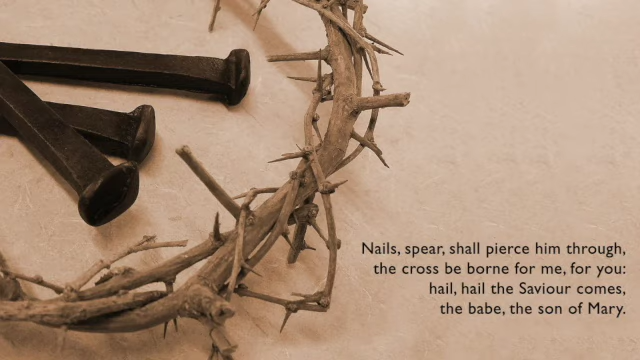 Nails, spear, shall pierce him through,
the cross be borne for me, for you:
hail, hail the Saviour comes,
the babe, the son of Mary.